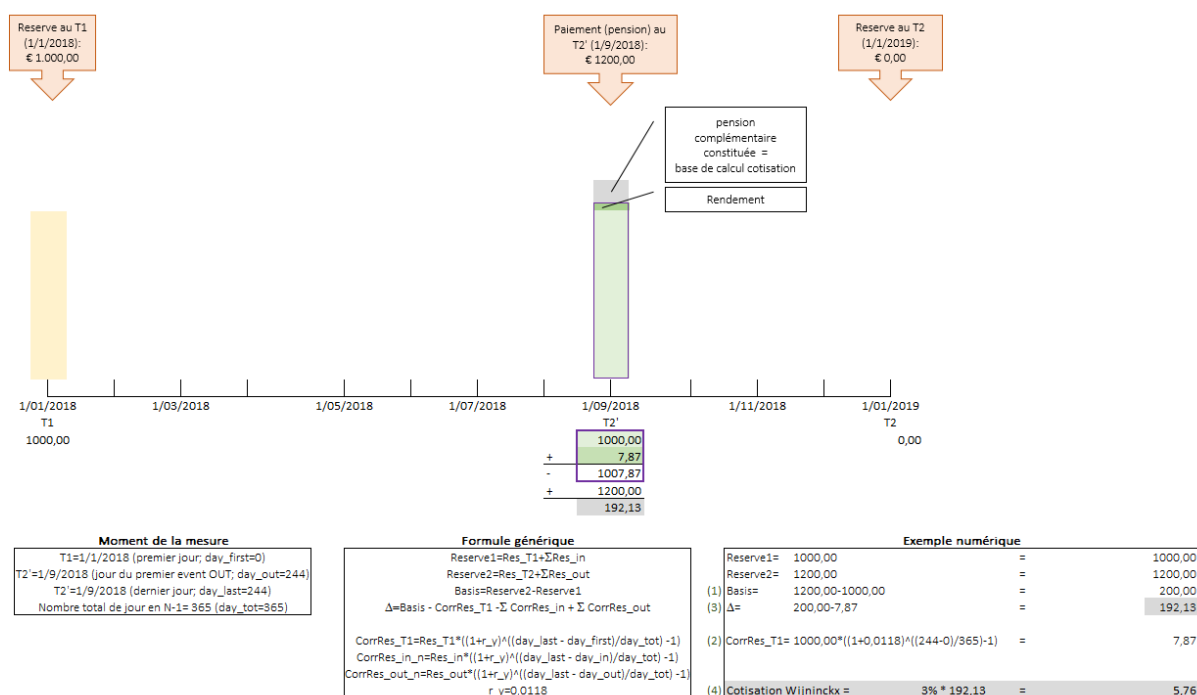 Reserve au T1
(1/1/2018):
€ 1.000,00
Paiement (pension) au
T2' (1/9/2018):
€ 1200,00
Reserve au T2
(1/1/2019):
€ 0,00
pension
complémentaire
constituée =
base de calcul cotisation
Rendement
1/01/2018 1/03/2018 1/05/2018 1/07/2018 1/09/2018 1/11/2018 1/01/2019
T1 T2' T2
1000,00 1000,00 0,00
+ 7,87
- 1007,87
+ 1200,00
192,13
Moment de la mesure
T1=1/1/2018 (premier jour; day_first=0)
T2'=1/9/2018 (jour du premier event OUT; day_out=244)
T2'=1/9/2018 (dernier jour; day_last=244)
Nombre total de jour en N-1= 365 (day_tot=365)
Formule générique
Reserve1=Res_T1+ΣRes_in
Reserve2=Res_T2+ΣRes_out
Basis=Reserve2-Reserve1
Δ=Basis - CorrRes_T1 -Σ CorrRes_in + Σ CorrRes_out
CorrRes_T1=Res_T1*((1+r_y)^((day_last - day_first)/day_tot) -1)
CorrRes_in_n=Res_in*((1+r_y)^((day_last - day_in)/day_tot) -1)
CorrRes_out_n=Res_out*((1+r_y)^((day_last - day_out)/day_tot) -1)
r_y=0.0118
Exemple numérique
Reserve1= 1000,00 = 1000,00
Reserve2= 1200,00 = 1200,00
(1) Basis= 1200,00-1000,00 = 200,00
(3) Δ= 200,00-7,87 = 192,13
(2) CorrRes_T1= 1000,00*((1+0,0118)^((244-0)/365)-1) = 7,87
(4) Cotisation Wijninckx = 3% * 192,13 = 5,76